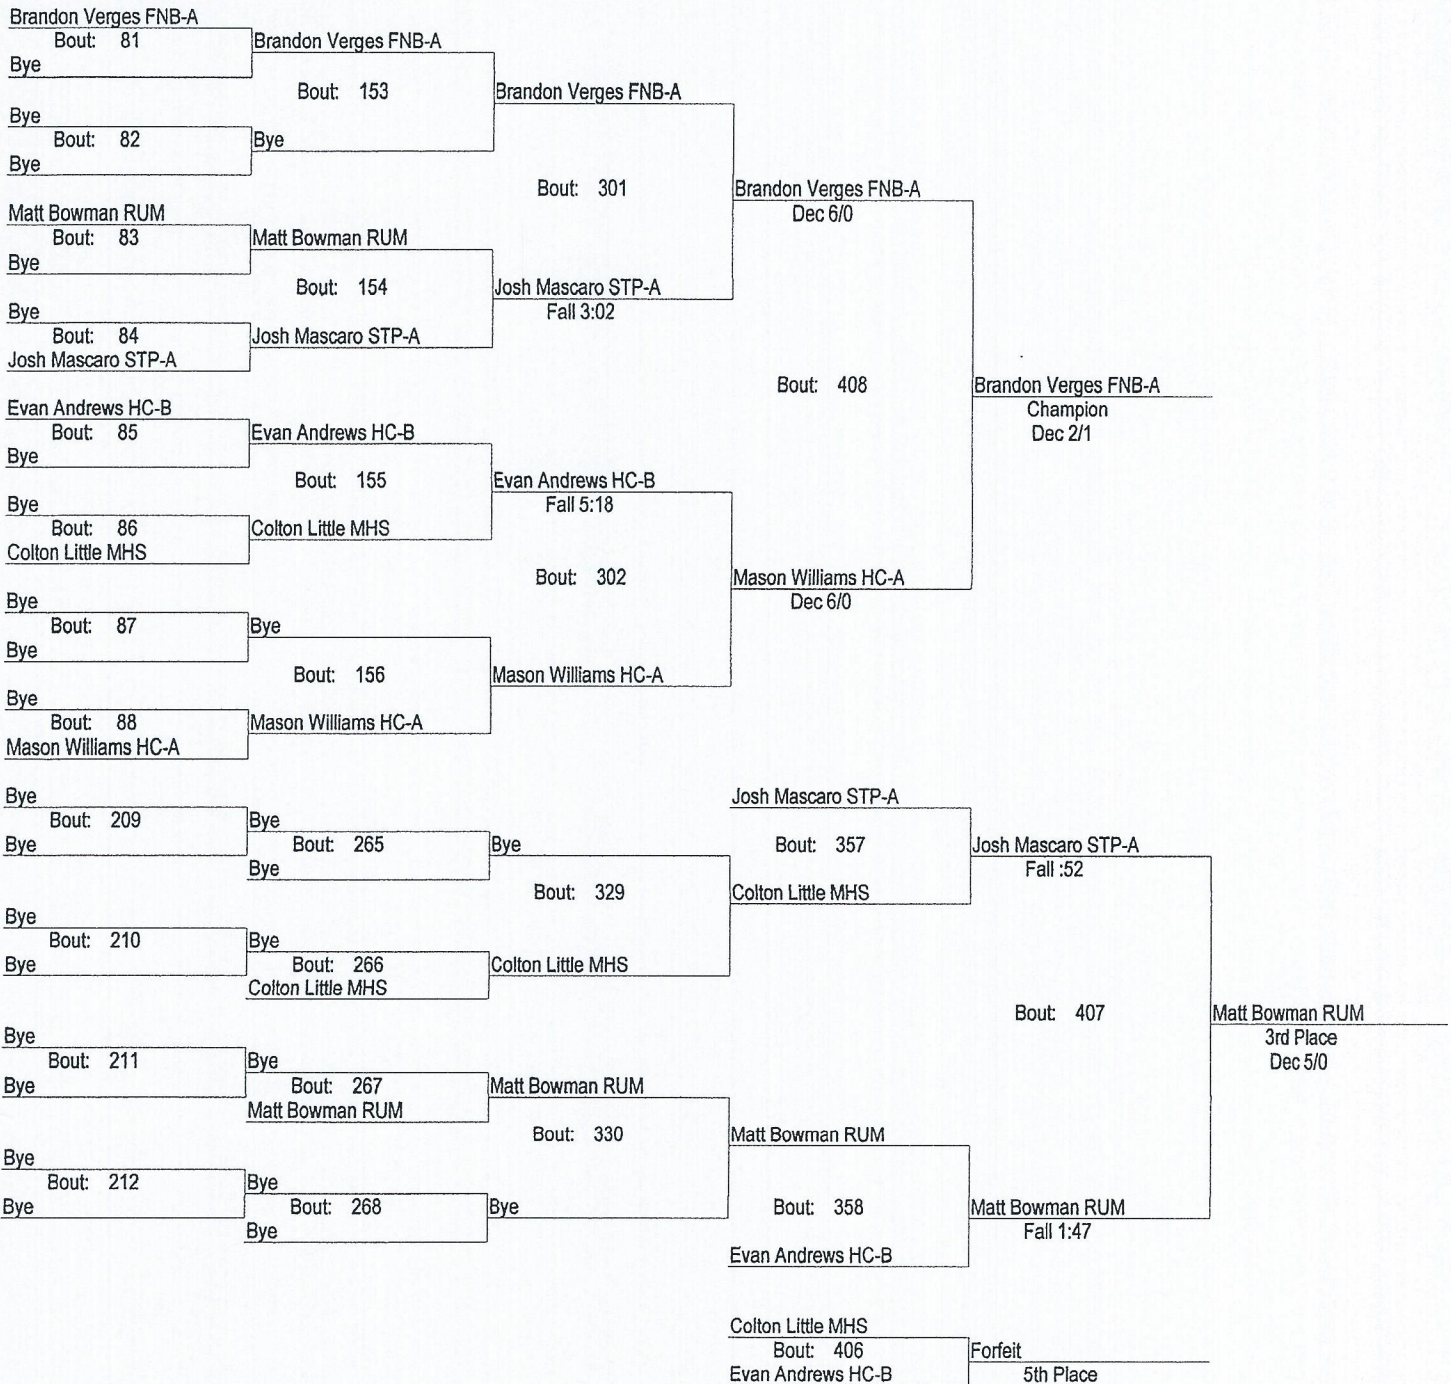 Brandon Verges FNB-A
Bout: 81
Bye
Brandon Verges FNB-A
Bout: 153
Brandon Verges FNB-A
Bye
Bout: 82
Bye
Bye
Bout: 301
Brandon Verges FNB-A
Dec 6/0
Matt Bowman RUM
Bout: 83
Bye
Matt Bowman RUM
Bout: 154
Josh Mascaro STP-A
Fall 3:02
Bye
Bout: 84
Josh Mascaro STP-A
Josh Mascaro STP-A
Bout: 408
Brandon Verges FNB-A
Champion
Dec 2/1
Evan Andrews HC-B
Bout: 85
Bye
Evan Andrews HC-B
Bout: 155
Evan Andrews HC-B
Fall 5:18
Bye
Bout: 86
Colton Little MHS
Colton Little MHS
Bout: 302
Mason Williams HC-A
Dec 6/0
Bye
Bout: 87
Bye
Bye
Bout: 156
Mason Williams HC-A
Bye
Bout: 88
Mason Williams HC-A
Mason Williams HC-A
Bye
Bout: 209
Bye
Bye
Bout: 265
Bye
Bye
Bout: 329
Josh Mascaro STP-A
Bout: 357
Colton Little MHS
Josh Mascaro STP-A
Fall :52
Bye
Bout: 210
Bye
Bye
Bout: 266
Colton Little MHS
Colton Little MHS
Bout: 407
Matt Bowman RUM
3rd Place
Dec 5/0
Bye
Bout: 211
Bye
Bye
Bout: 267
Matt Bowman RUM
Matt Bowman RUM
Bout: 330
Matt Bowman RUM
Bye
Bout: 212
Bye
Bye
Bout: 268
Bye
Bye
Bout: 358
Evan Andrews HC-B
Matt Bowman RUM
Fall 1:47
Colton Little MHS
Bout: 406
Evan Andrews HC-B
Forfeit
5th Place